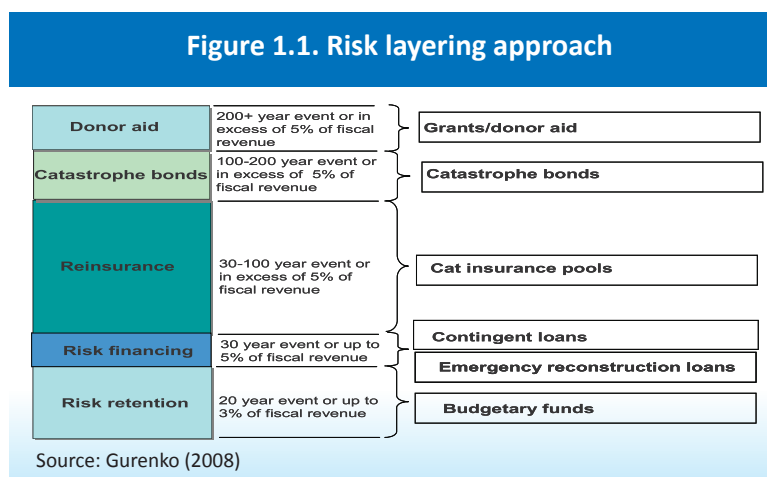 Figure 1.1. Risk layering approach
Donor aid
200+ year event or in
excess of 5% of fiscal
revenue
Grants/donor aid
Catastrophe bonds
100-200 year event or
in excess of  5% of
fiscal revenue
Catastrophe bonds
Reinsurance
30-100 year event or
in excess of 5% of
fiscal revenue
Cat insurance pools
Risk financing
30 year event or up to
5% of fiscal revenue
Contingent loans
Emergency reconstruction loans
Risk retention
20 year event or up to
3% of fiscal revenue
Budgetary funds
Source: Gurenko (2008)